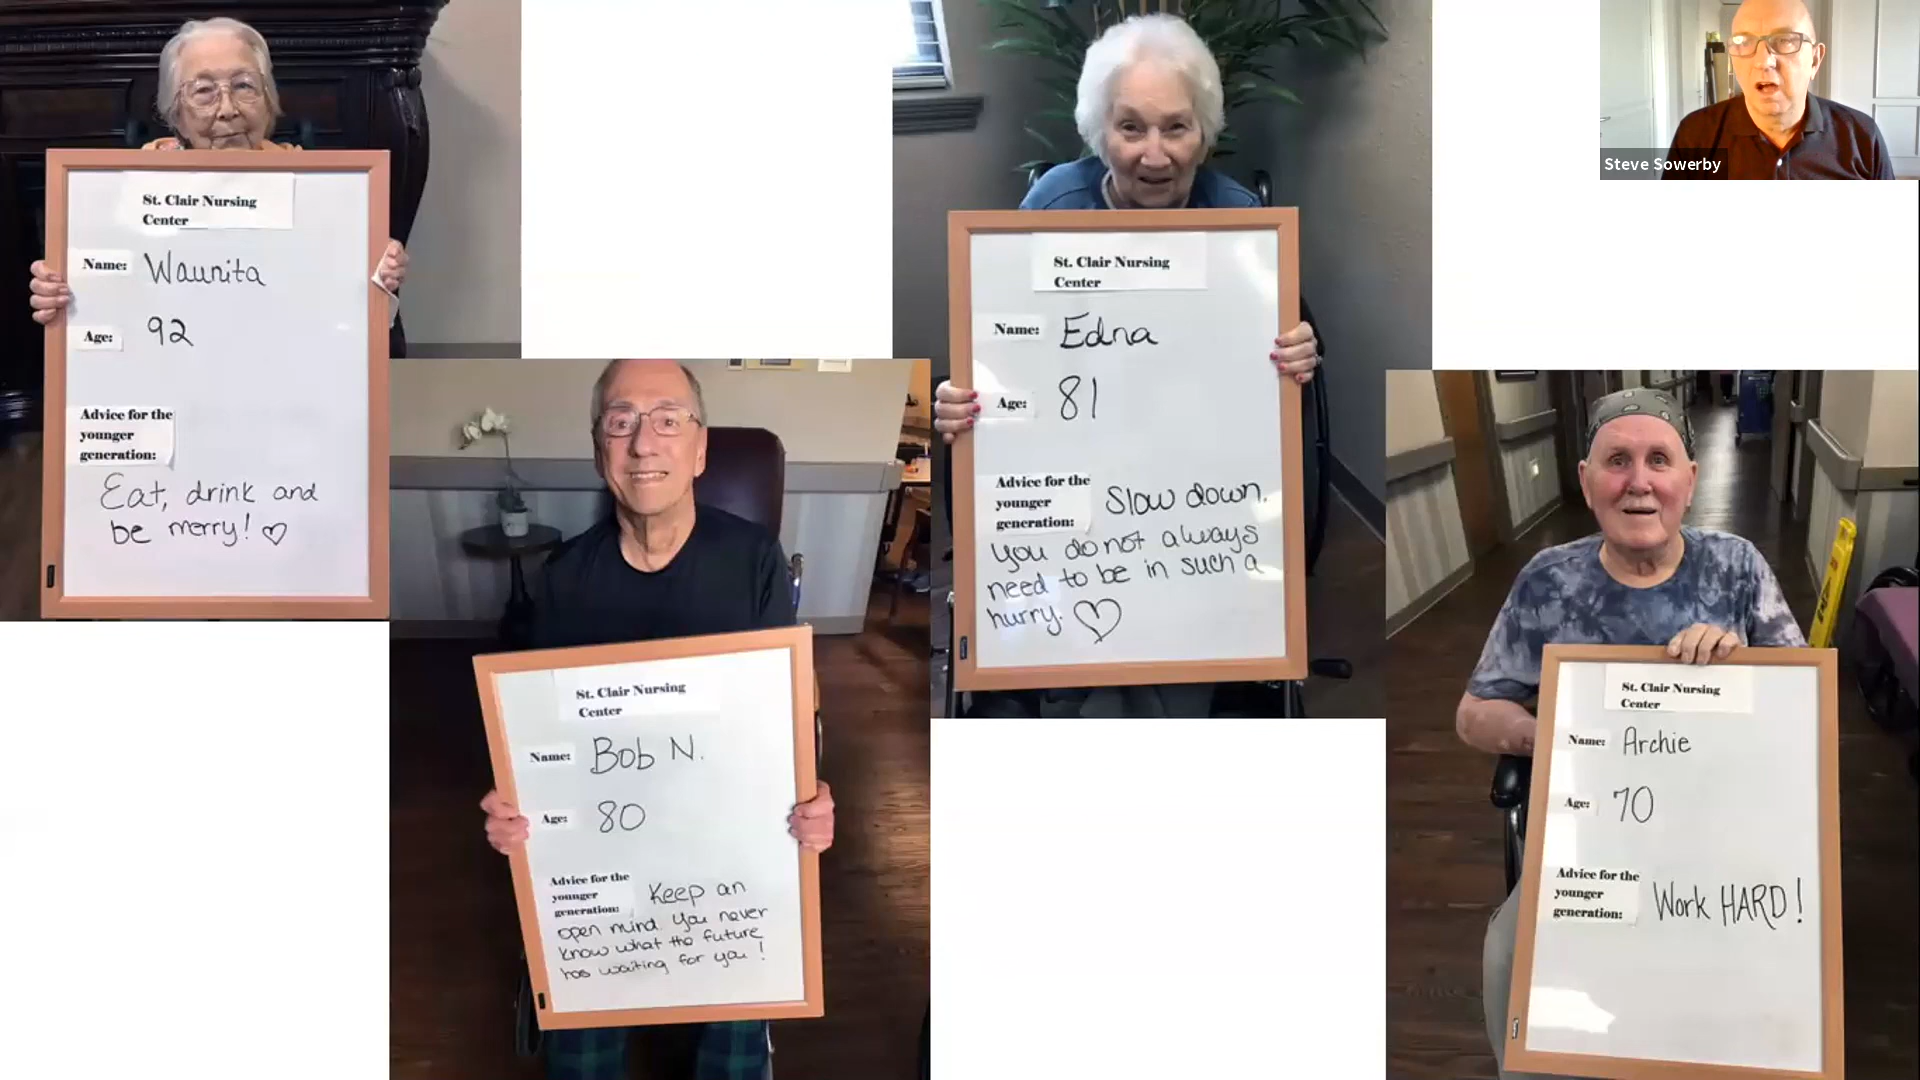 St. Clair Nursing
Center
Name: Waunita
Age: 92
Advice for the
younger
generation:
Eat, drink and
be merry! ♡
St. Clair Nursing
Center
Name: Bob N.
Age: 80
Advice for the
younger
generation: Keep an
open mind. You never
know what the future
has waiting for you!
St. Clair Nursing
Center
Name: Edna
Age: 81
Advice for the
younger
generation: Slow down.
You do not always
need to be in such a
hurry. ♡
St. Clair Nursing
Center
Name: Archie
Age: 70
Advice for the
younger
generation: Work HARD!
Steve Sowerby